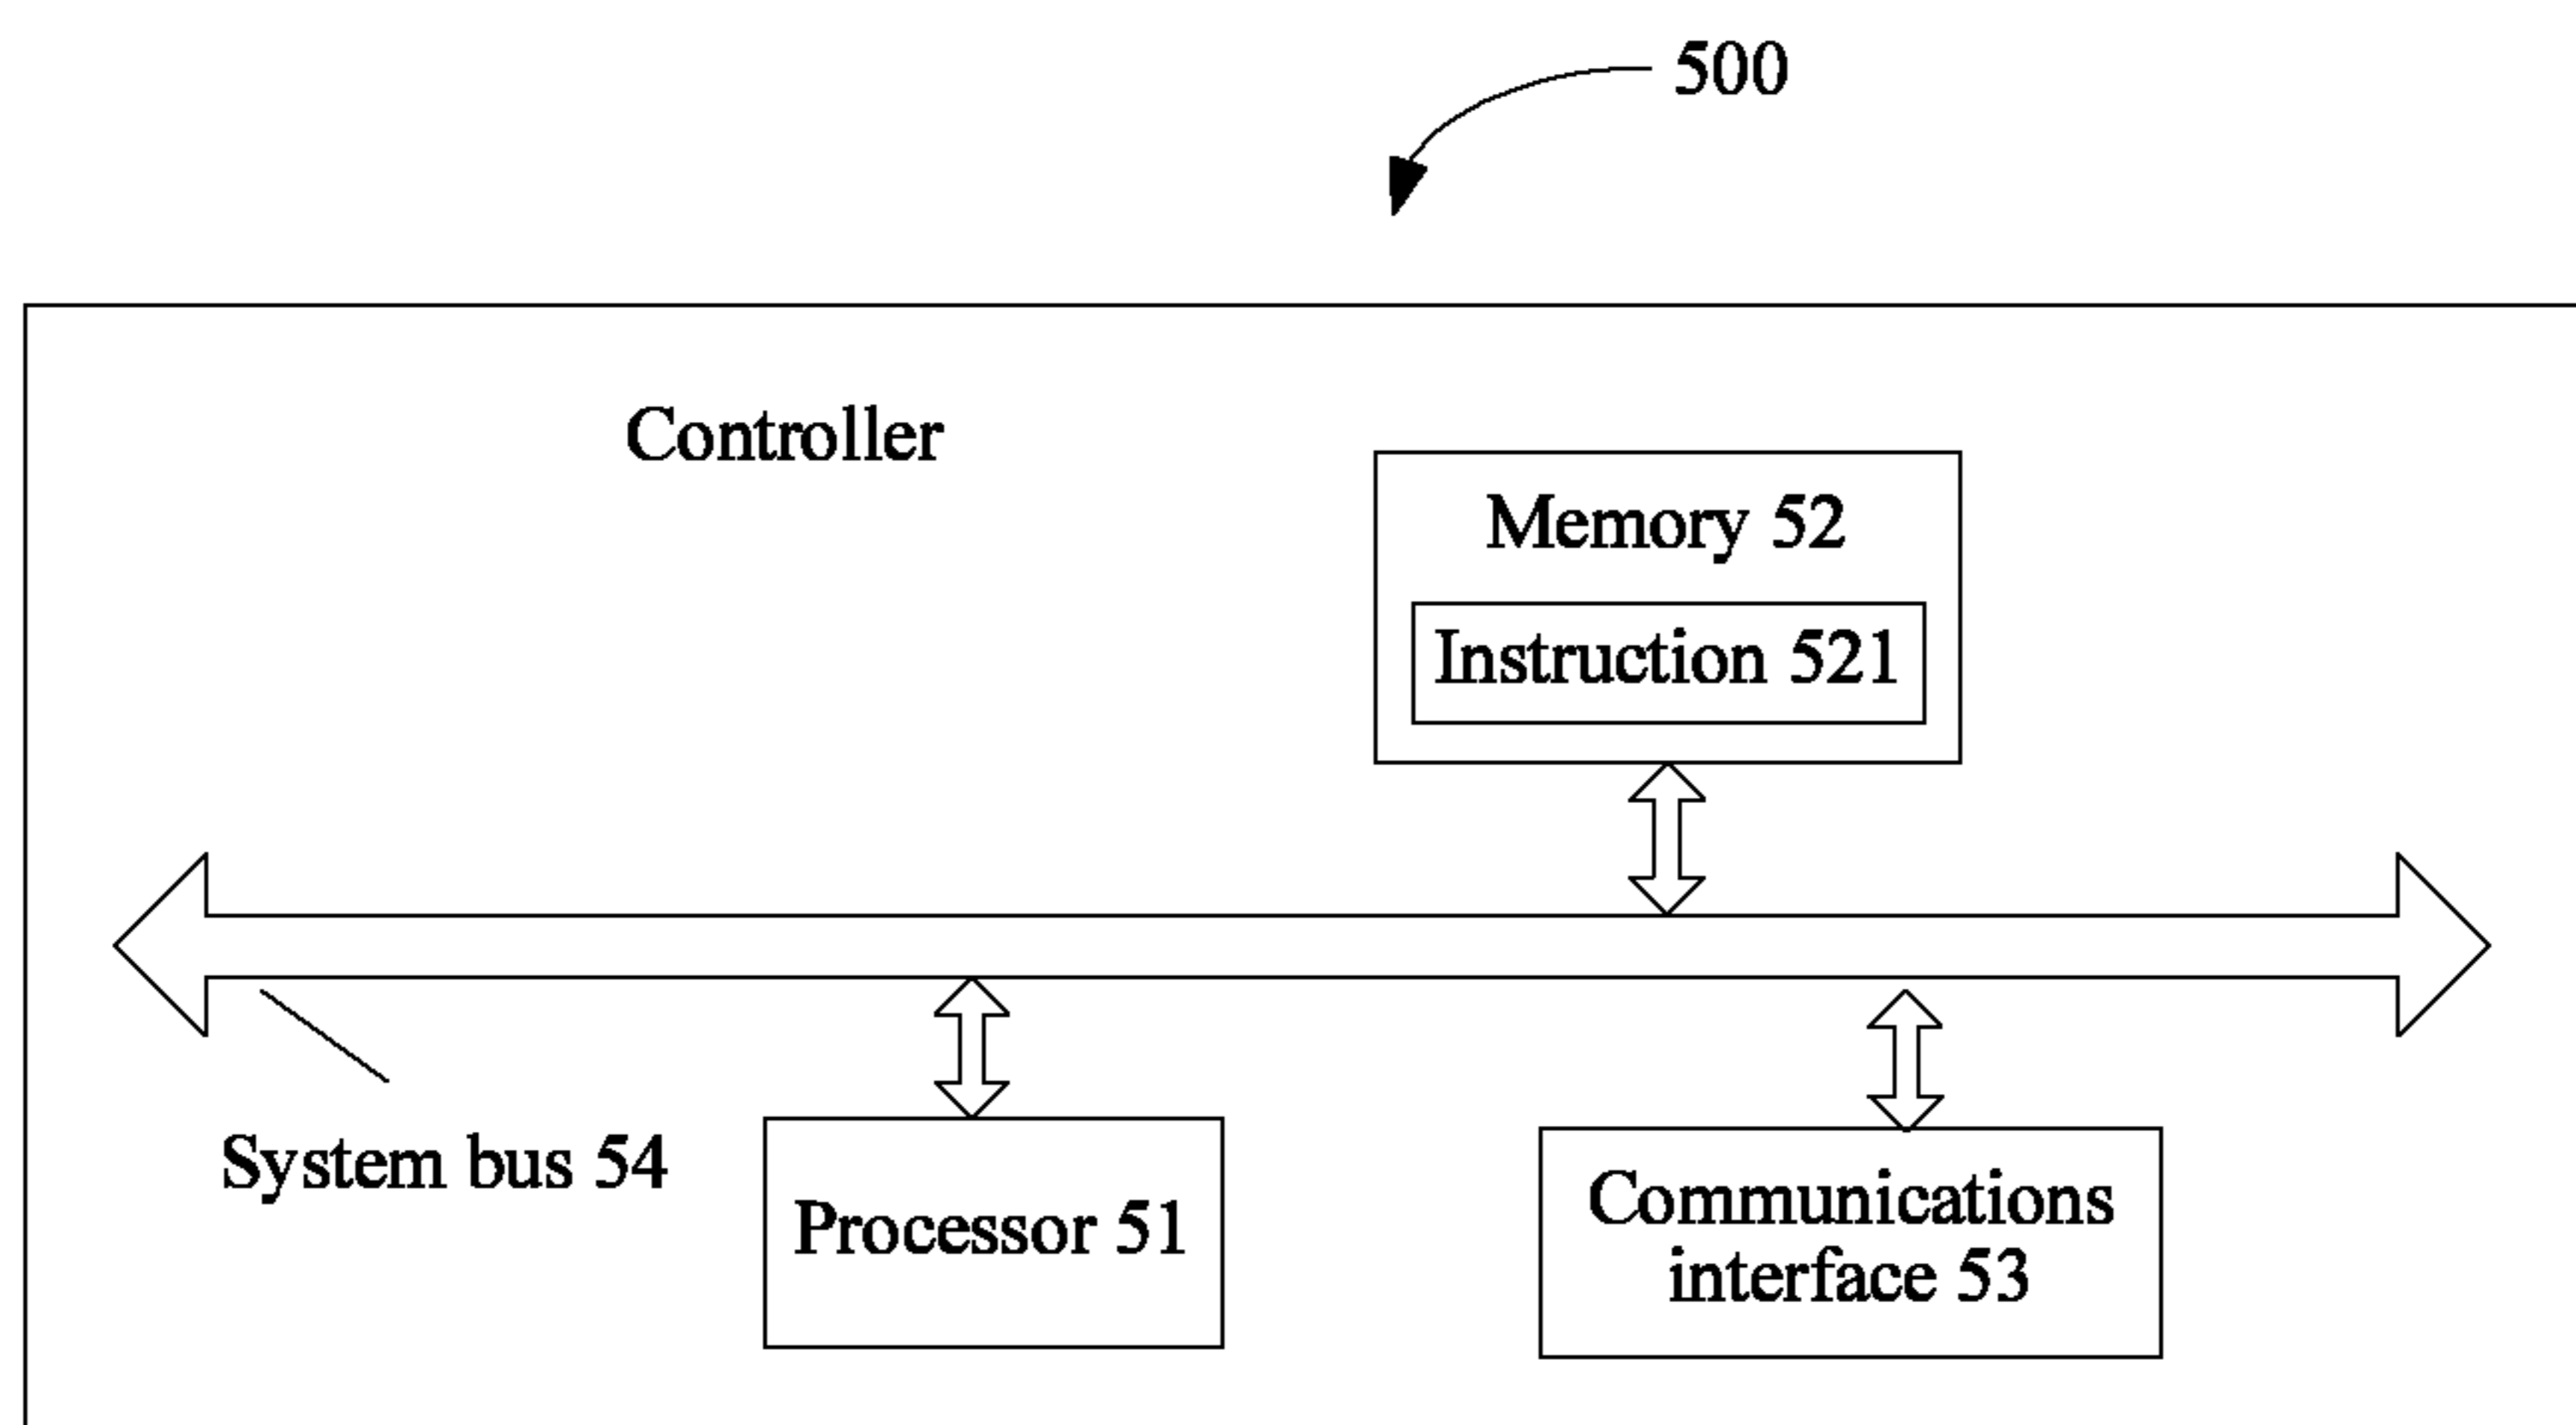 500
Controller
Memory 52
Instruction 521
System bus 54
Processor 51
Communications
interface 53